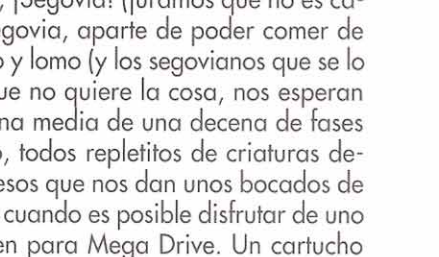 , ¡Segovia! (Juramos que no es ca-
govia, aparte de poder comer de
o y lomo (y los segovianos que se lo
ue no quiere la cosa, nos esperan
na media de una decena de fases
o, todos repletitos de criaturas de-
esos que nos dan unos bocados de
cuando es posible disfrutar de uno
en para Mega Drive. Un cartucho